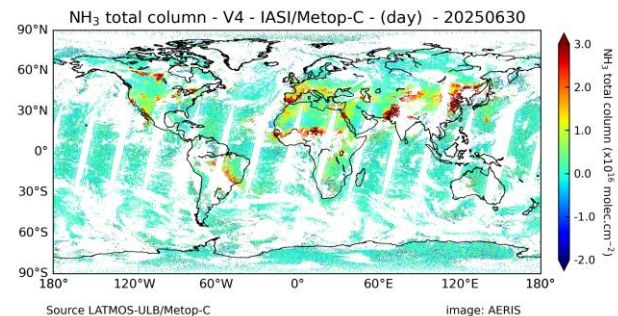 NH₃ total column - V4 - IASI/Metop-C - (day) - 20250630
90°N
60°N
30°N
0°
30°S
60°S
90°S
180°
120°W
60°W
0°
60°E
120°E
180°
3.0
2.0
1.0
0.0
-1.0
-2.0
NH₃ total column (x10¹⁶ molec.cm⁻²)
Source LATMOS-ULB/Metop-C
image: AERIS